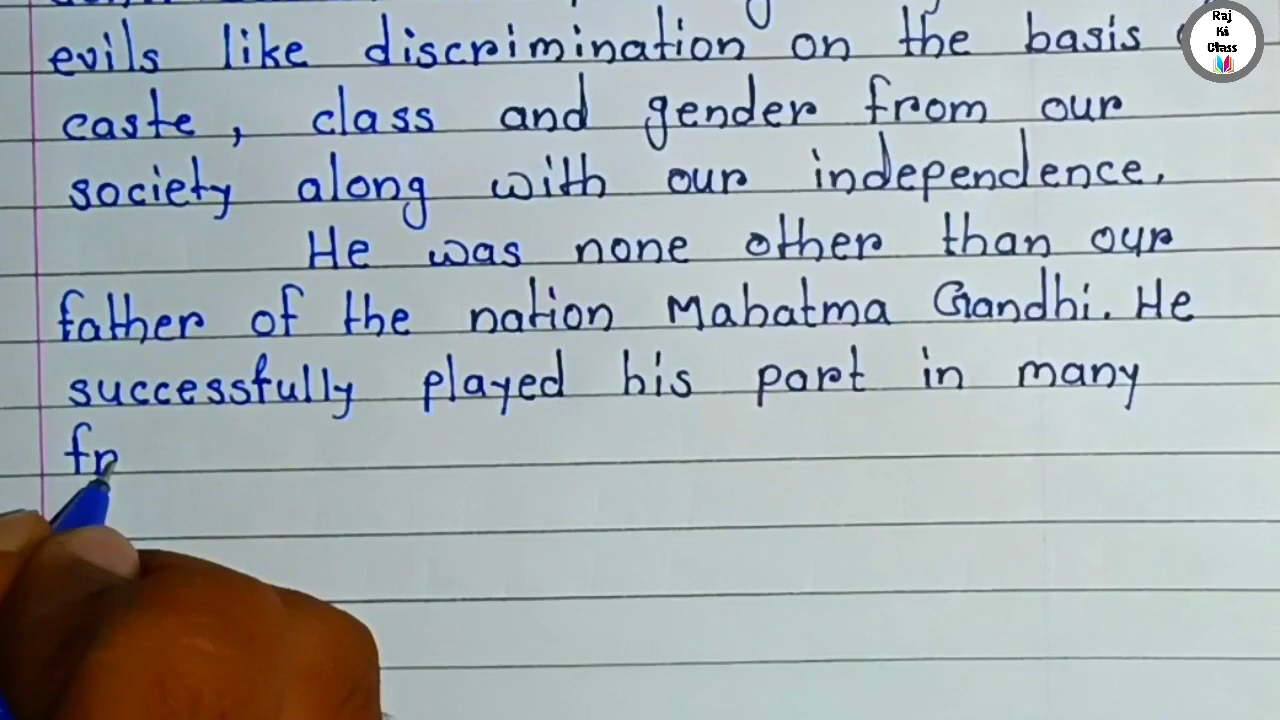 evils like discrimination on the basis
caste, class and gender from our
society along with our independence.
He was none other than our
father of the nation Mahatma Gandhi. He
successfully played his part in many
fr
Raj
Ki
Class